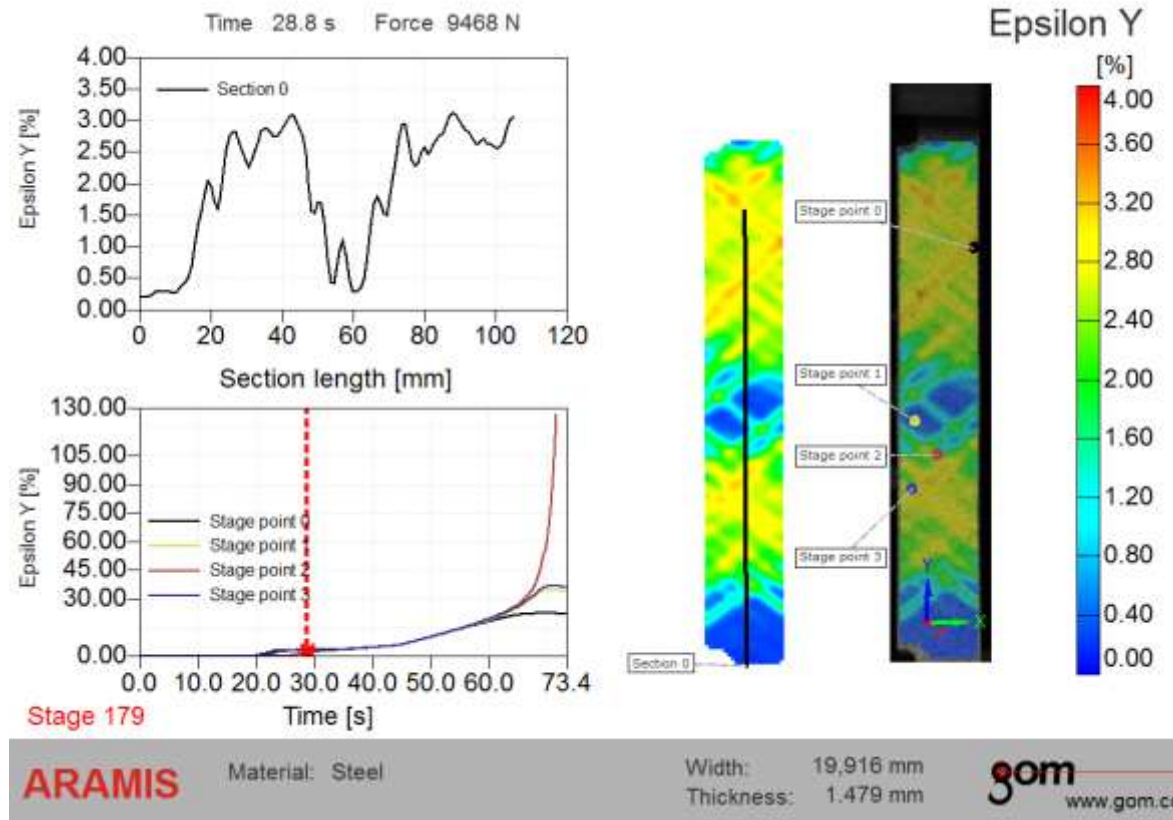 Time 28.8 s Force 9468 N
Epsilon Y
[%]
4.00
3.50
3.00
2.50
2.00
1.50
1.00
0.50
0.00
Epsilon Y [%]
Section 0
0 20 40 60 80 100 120
Section length [mm]
130.00
105.00
90.00
75.00
60.00
45.00
30.00
0.00
Epsilon Y [%]
Stage point 0
Stage point 1
Stage point 2
Stage point 3
0.0 10.0 20.0 30.0 40.0 50.0 60.0 73.4
Time [s]
Stage 179
Section 0
Stage point 0
Stage point 1
Stage point 2
Stage point 3
Y
X
4.00
3.60
3.20
2.80
2.40
2.00
1.60
1.20
0.80
0.40
0.00
ARAMIS
Material: Steel
Width: 19,916 mm
Thickness: 1.479 mm
gom
www.gom.c